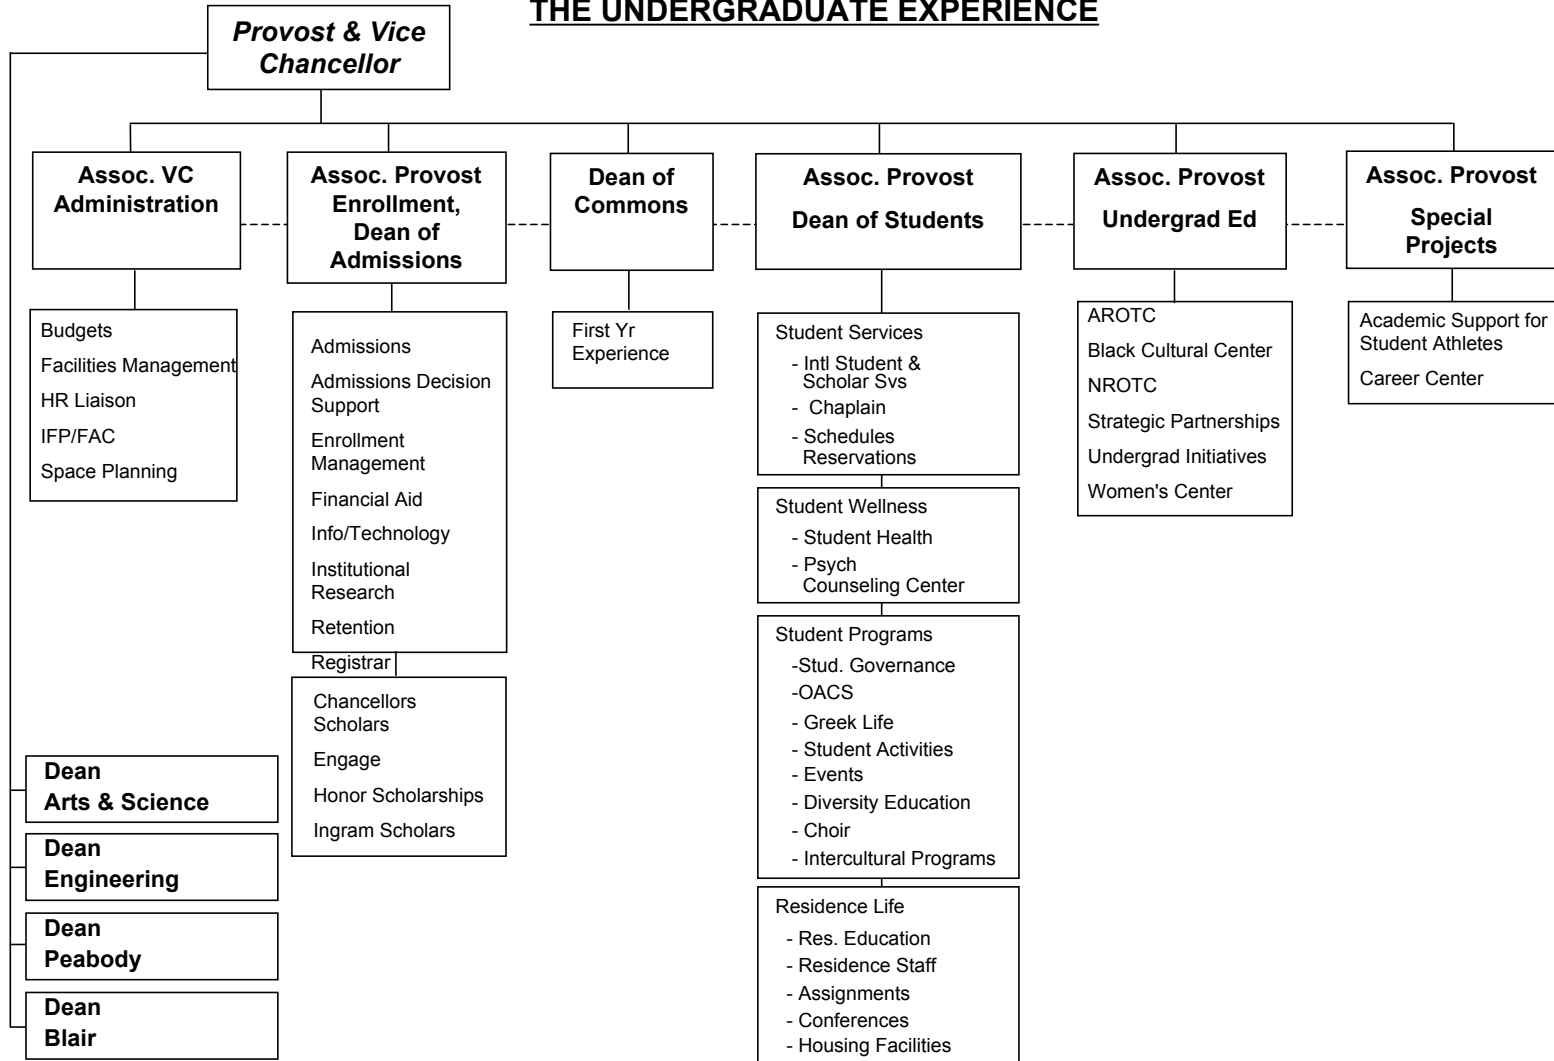 THE UNDERGRADUATE EXPERIENCE
Provost & Vice
Chancellor
Assoc. VC
Administration
Assoc. Provost
Enrollment,
Dean of
Admissions
Dean of
Commons
Assoc. Provost
Dean of Students
Assoc. Provost
Undergrad Ed
Assoc. Provost
Special
Projects
Budgets
Facilities Management
HR Liaison
IFP/FAC
Space Planning
Admissions
Admissions Decision
Support
Enrollment
Management
Financial Aid
Info/Technology
Institutional
Research
Retention
Registrar
Chancellors
Scholars
Engage
Honor Scholarships
Ingram Scholars
First Yr
Experience
Student Services
- Intl Student &
Scholar Svs
- Chaplain
- Schedules
Reservations
Student Wellness
- Student Health
- Psych
Counseling Center
Student Programs
-Stud. Governance
-OACS
- Greek Life
- Student Activities
- Events
- Diversity Education
- Choir
- Intercultural Programs
Residence Life
- Res. Education
- Residence Staff
- Assignments
- Conferences
- Housing Facilities
AROTC
Black Cultural Center
NROTC
Strategic Partnerships
Undergrad Initiatives
Women's Center
Academic Support for
Student Athletes
Career Center
Dean
Arts & Science
Dean
Engineering
Dean
Peabody
Dean
Blair